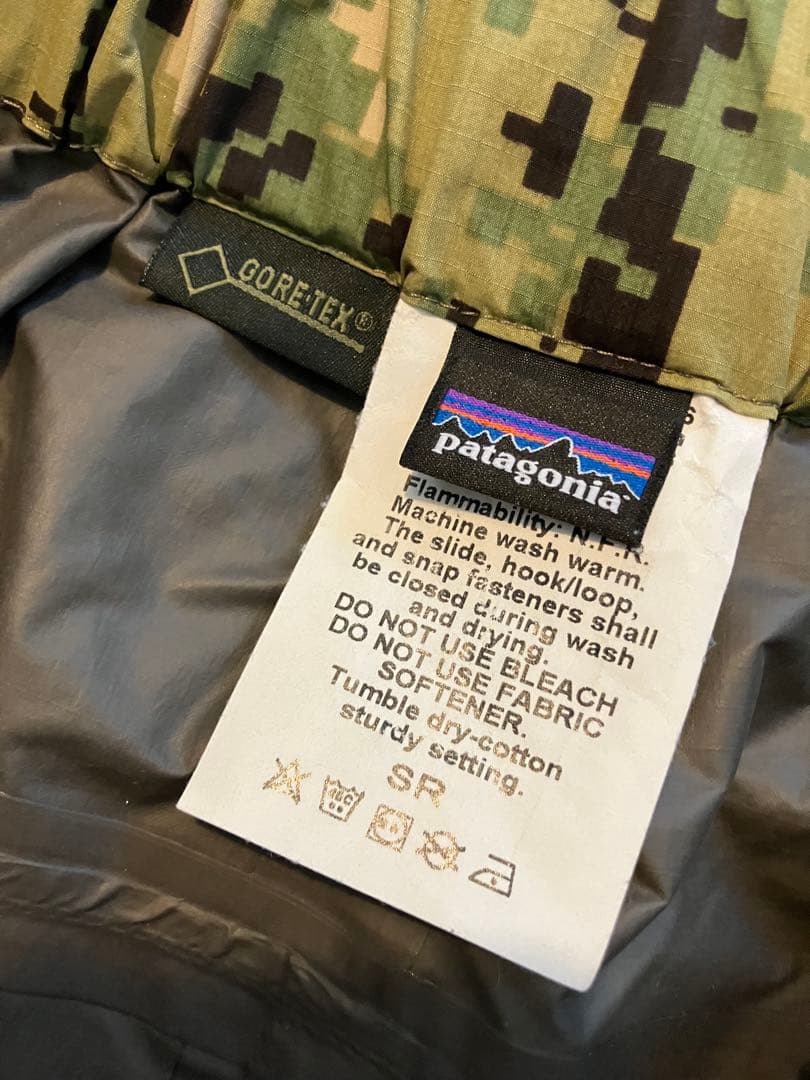 GORE-TEX®
patagonia
Flammability: N.F.R.
Machine wash warm.
The slide, hook/loop,
and snap fasteners shall
be closed during wash
and drying.
DO NOT USE BLEACH
DO NOT USE FABRIC
SOFTENER.
Tumble dry-cotton
sturdy setting.
SR